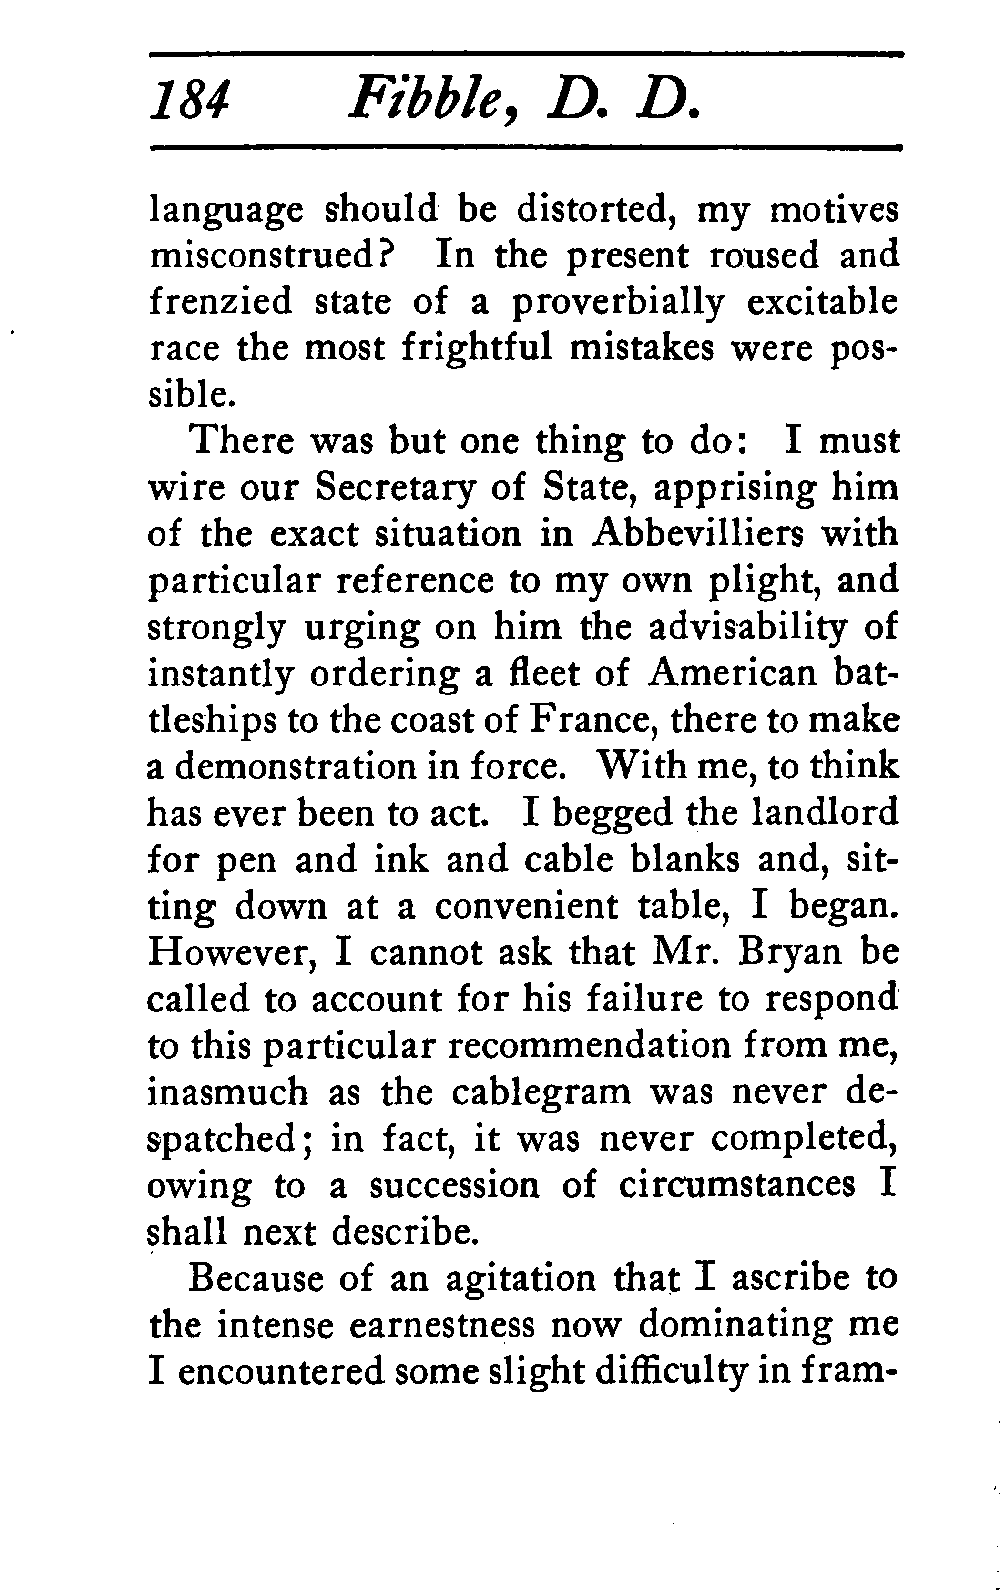 184 Fibble, D. D.
language should be distorted, my motives
misconstrued? In the present roused and
frenzied state of a proverbially excitable
race the most frightful mistakes were pos-
sible.
There was but one thing to do: I must
wire our Secretary of State, apprising him
of the exact situation in Abbevilliers with
particular reference to my own plight, and
strongly urging on him the advisability of
instantly ordering a fleet of American bat-
tleships to the coast of France, there to make
a demonstration in force. With me, to think
has ever been to act. I begged the landlord
for pen and ink and cable blanks and, sit-
ting down at a convenient table, I began.
However, I cannot ask that Mr. Bryan be
called to account for his failure to respond
to this particular recommendation from me,
inasmuch as the cablegram was never de-
spatched; in fact, it was never completed,
owing to a succession of circumstances I
shall next describe.
Because of an agitation that I ascribe to
the intense earnestness now dominating me
I encountered some slight difficulty in fram-